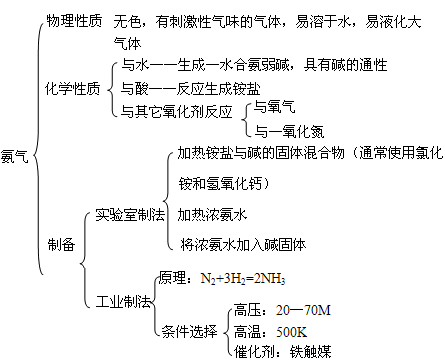 物理性质 无色，有刺激性气味的气体，易溶于水，易液化大
气体
与水一一生成一水合氨弱碱，具有碱的通性
化学性质
与酸一一反应生成铵盐
与其它氧化剂反应
与氧气
与一氧化氮
氨气
加热铵盐与碱的固体混合物（通常使用氯化
铵和氢氧化钙）
实验室制法
加热浓氨水
制备
将浓氨水加入碱固体
原理：N₂+3H₂=2NH₃
工业制法
高压：20—70M
条件选择
高温：500K
催化剂：铁触媒